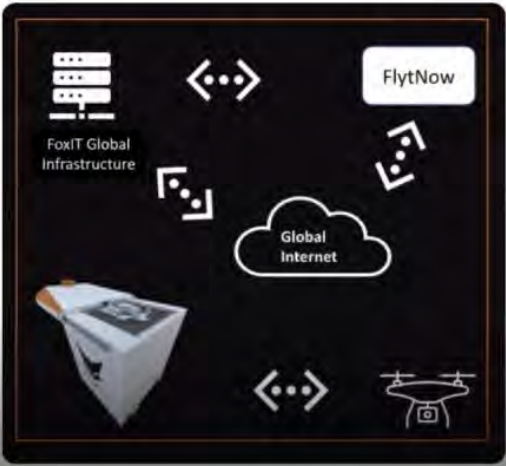 FlytNow
FoxIT Global
Infrastructure
Global
Internet